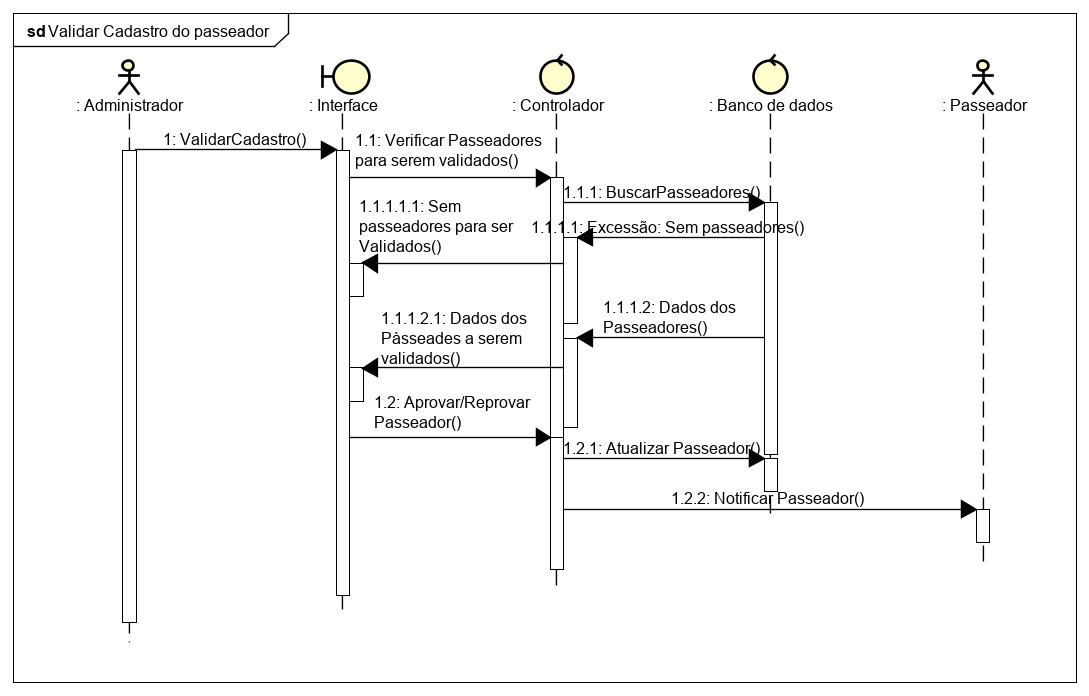 sd Validar Cadastro do passeador
: Administrador
: Interface
: Controlador
: Banco de dados
: Passeador
1: ValidarCadastro()
1.1: Verificar Passeadores
para serem validados()
1.1.1: BuscarPasseadores()
1.1.1.1: Excessão: Sem passeadores()
1.1.1.1.1: Sem
passeadores para ser
Validados()
1.1.1.2: Dados dos
Passeadores()
1.1.1.2.1: Dados dos
Pàsseades a serem
validados()
1.2: Aprovar/Reprovar
Passeador()
1.2.1: Atualizar Passeador()
1.2.2: Notificar Passeador()